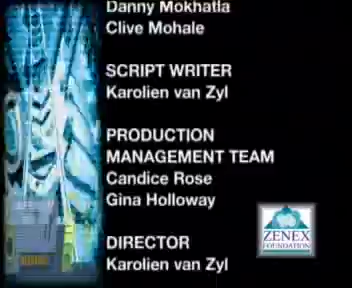 Danny Mokhatla
Clive Mohale
SCRIPT WRITER
Karolien van Zyl
PRODUCTION
MANAGEMENT TEAM
Candice Rose
Gina Holloway
DIRECTOR
Karolien van Zyl
ZENEX
FOUNDATION